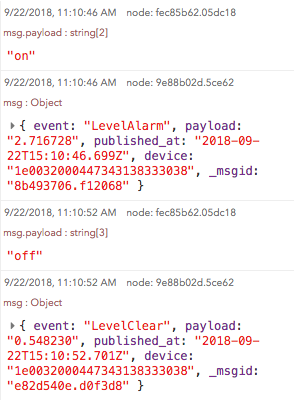 9/22/2018, 11:10:46 AM node: fec85b62.05dc18
msg.payload : string[2]
"on"
9/22/2018, 11:10:46 AM node: 9e88b02d.5ce62
msg : Object
{ event: "LevelAlarm", payload:
"2.716728", published_at: "2018-09-
22T15:10:46.699Z", device:
"1e0032000447343138333038", _msgid:
"8b493706.f12068" }
9/22/2018, 11:10:52 AM node: fec85b62.05dc18
msg.payload : string[3]
"off"
9/22/2018, 11:10:52 AM node: 9e88b02d.5ce62
msg : Object
{ event: "LevelClear", payload:
"0.548230", published_at: "2018-09-
22T15:10:52.701Z", device:
"1e0032000447343138333038", _msgid:
"e82d540e.d0f3d8" }